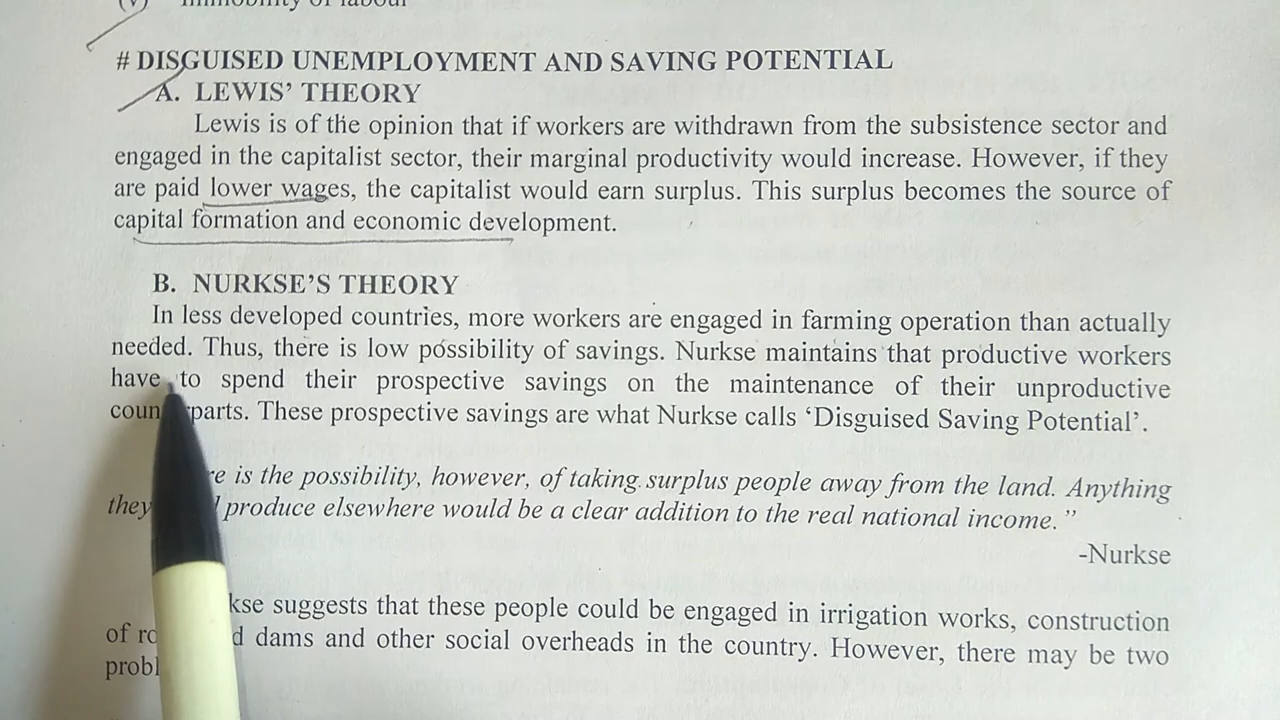 # DISGUISED UNEMPLOYMENT AND SAVING POTENTIAL
A. LEWIS' THEORY
Lewis is of the opinion that if workers are withdrawn from the subsistence sector and
engaged in the capitalist sector, their marginal productivity would increase. However, if they
are paid lower wages, the capitalist would earn surplus. This surplus becomes the source of
capital formation and economic development.
B. NURKSE'S THEORY
In less developed countries, more workers are engaged in farming operation than actually
needed. Thus, there is low possibility of savings. Nurkse maintains that productive workers
have to spend their prospective savings on the maintenance of their unproductive
parts. These prospective savings are what Nurkse calls 'Disguised Saving Potential'.
is the possibility, however, of taking surplus people away from the land. Anything
they produce elsewhere would be a clear addition to the real national income. ”
-Nurkse
suggests that these people could be engaged in irrigation works, construction
of dams and other social overheads in the country. However, there may be two